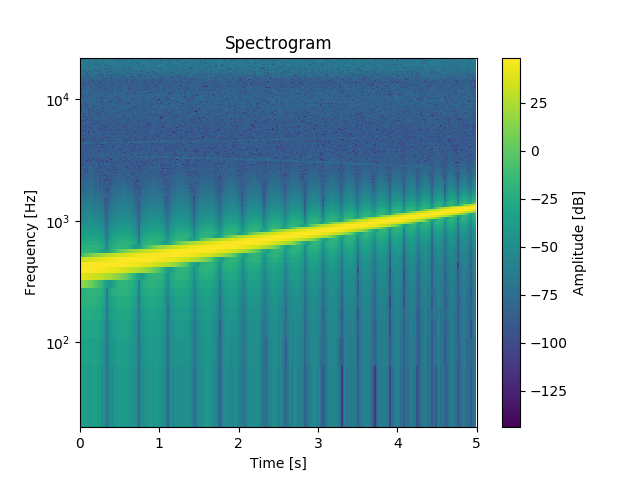 Spectrogram
10⁴
10³
10²
Frequency [Hz]
0 1 2 3 4 5
Time [s]
25
0
−25
−50
−75
−100
−125
Amplitude [dB]